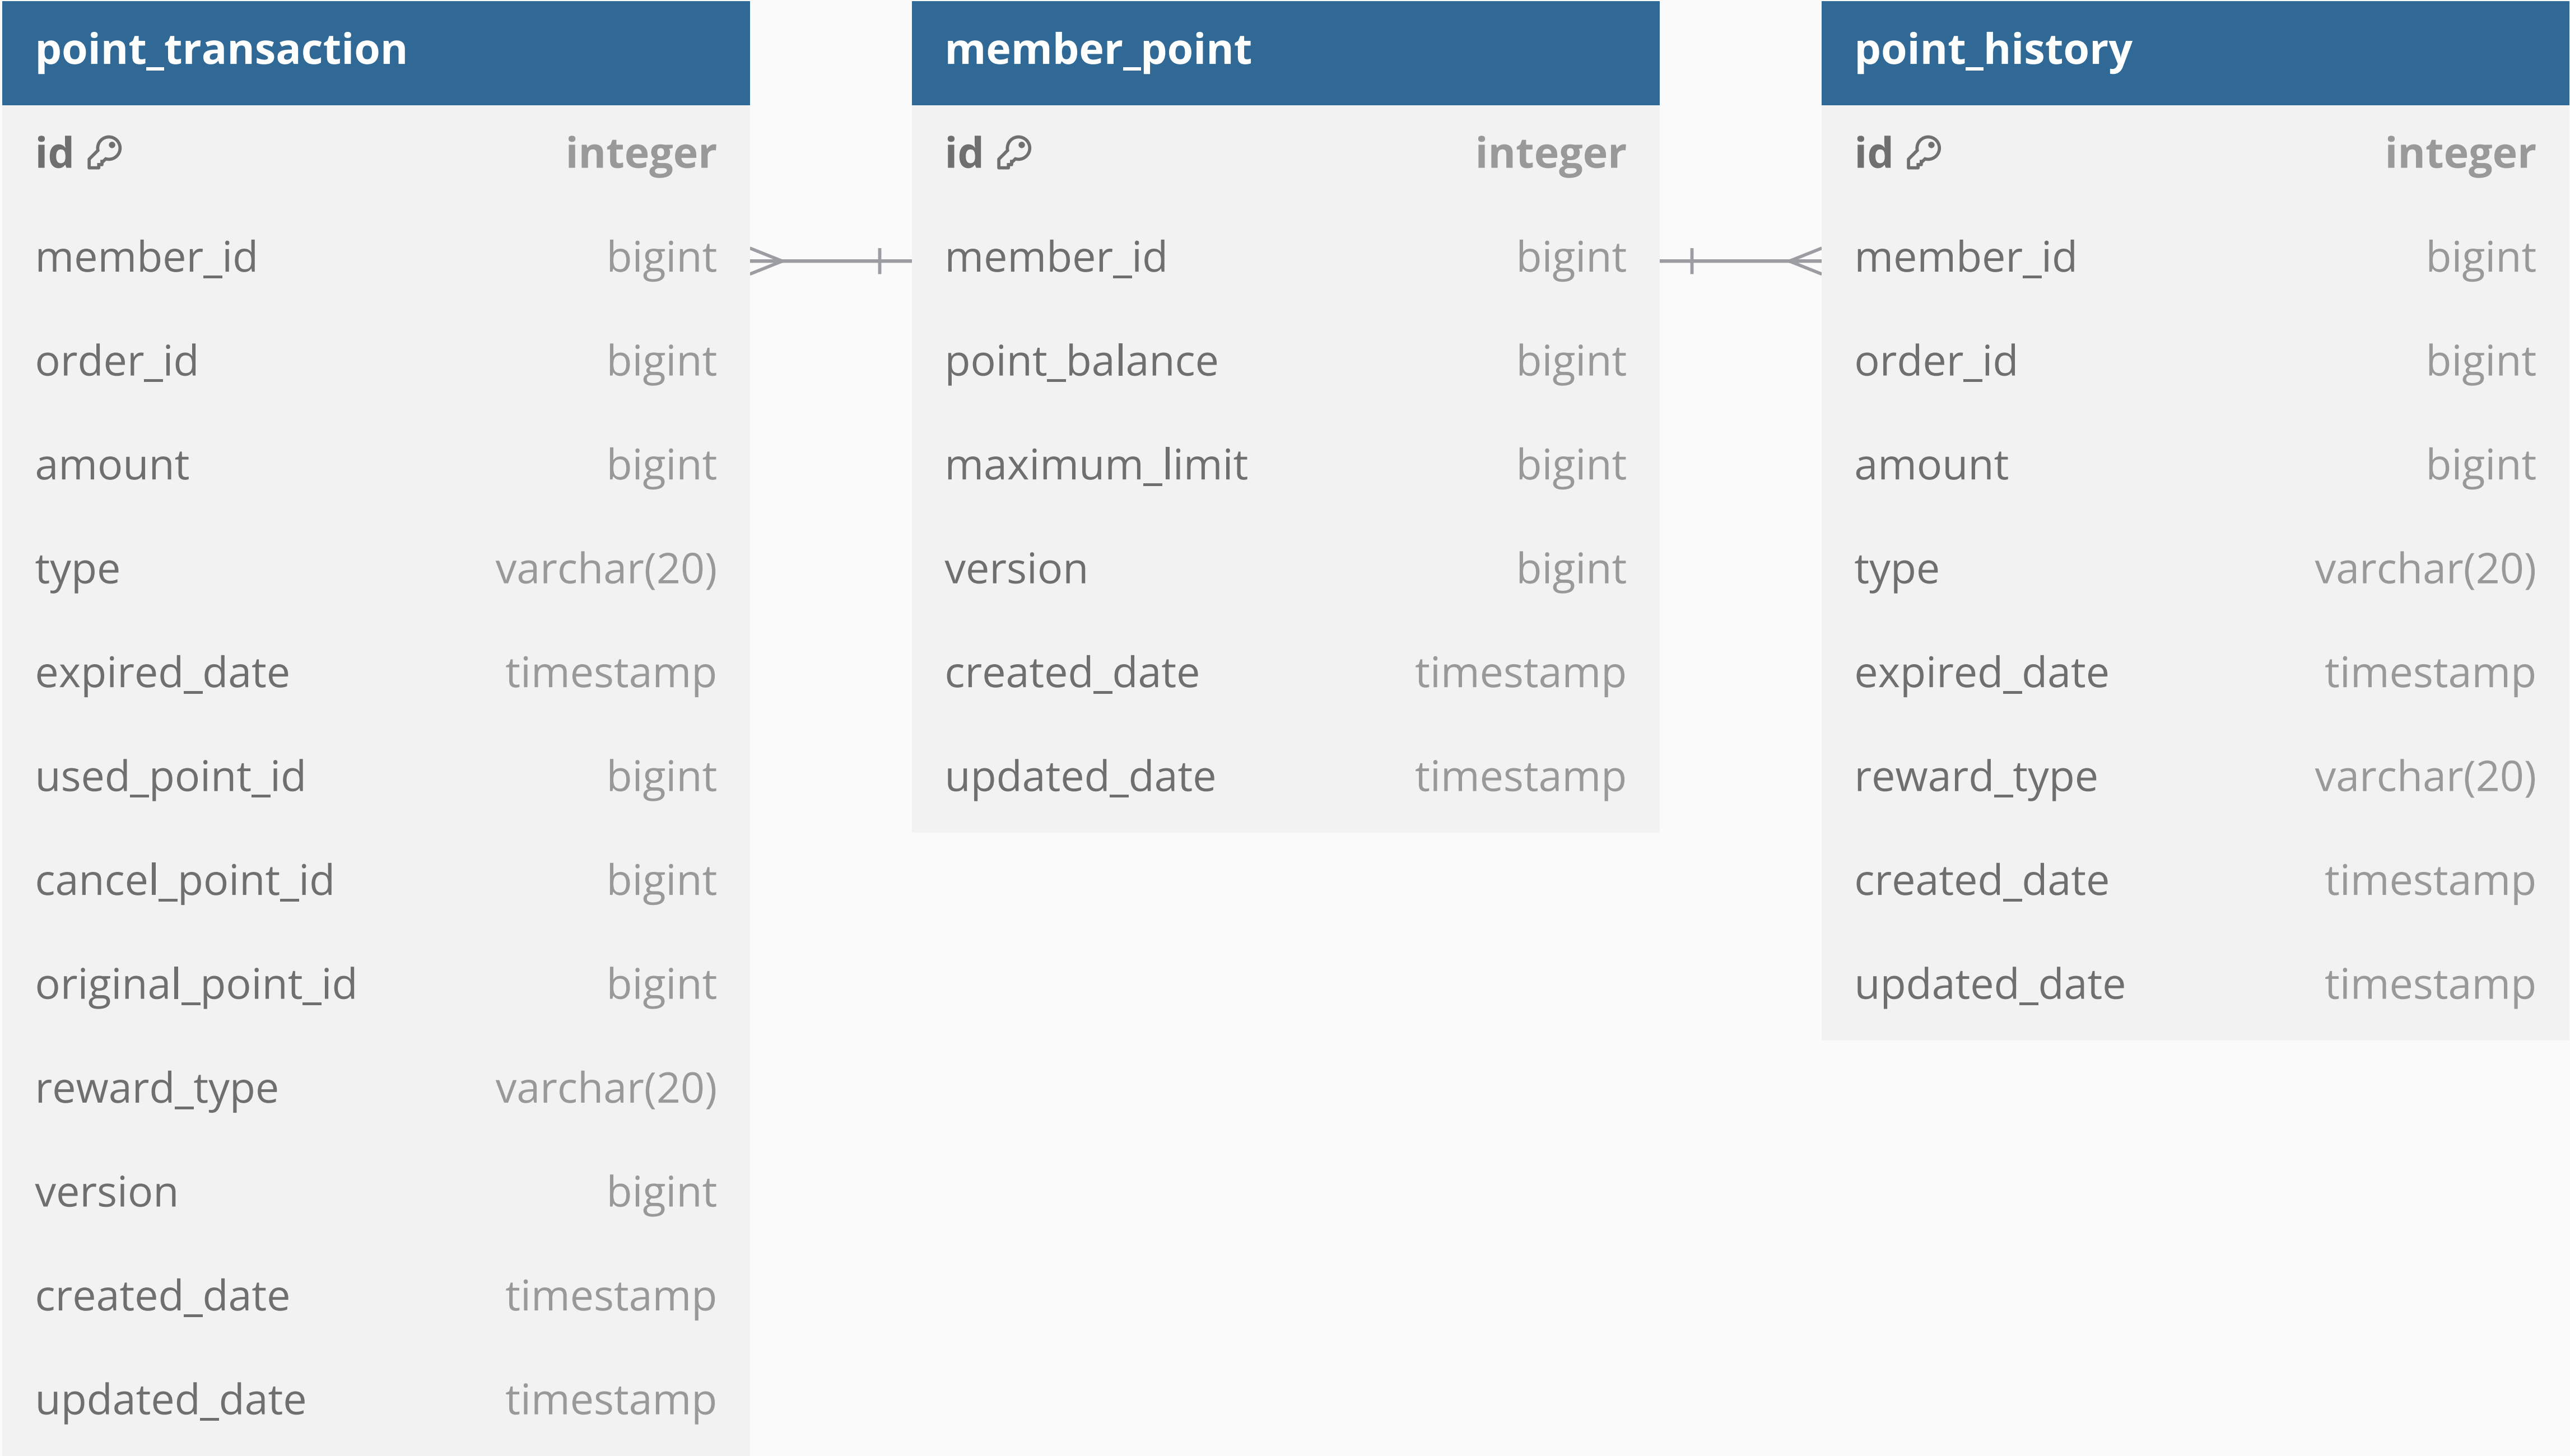 point_transaction
id integer
member_id bigint
order_id bigint
amount bigint
type varchar(20)
expired_date timestamp
used_point_id bigint
cancel_point_id bigint
original_point_id bigint
reward_type varchar(20)
version bigint
created_date timestamp
updated_date timestamp
member_point
id integer
member_id bigint
point_balance bigint
maximum_limit bigint
version bigint
created_date timestamp
updated_date timestamp
point_history
id integer
member_id bigint
order_id bigint
amount bigint
type varchar(20)
expired_date timestamp
reward_type varchar(20)
created_date timestamp
updated_date timestamp